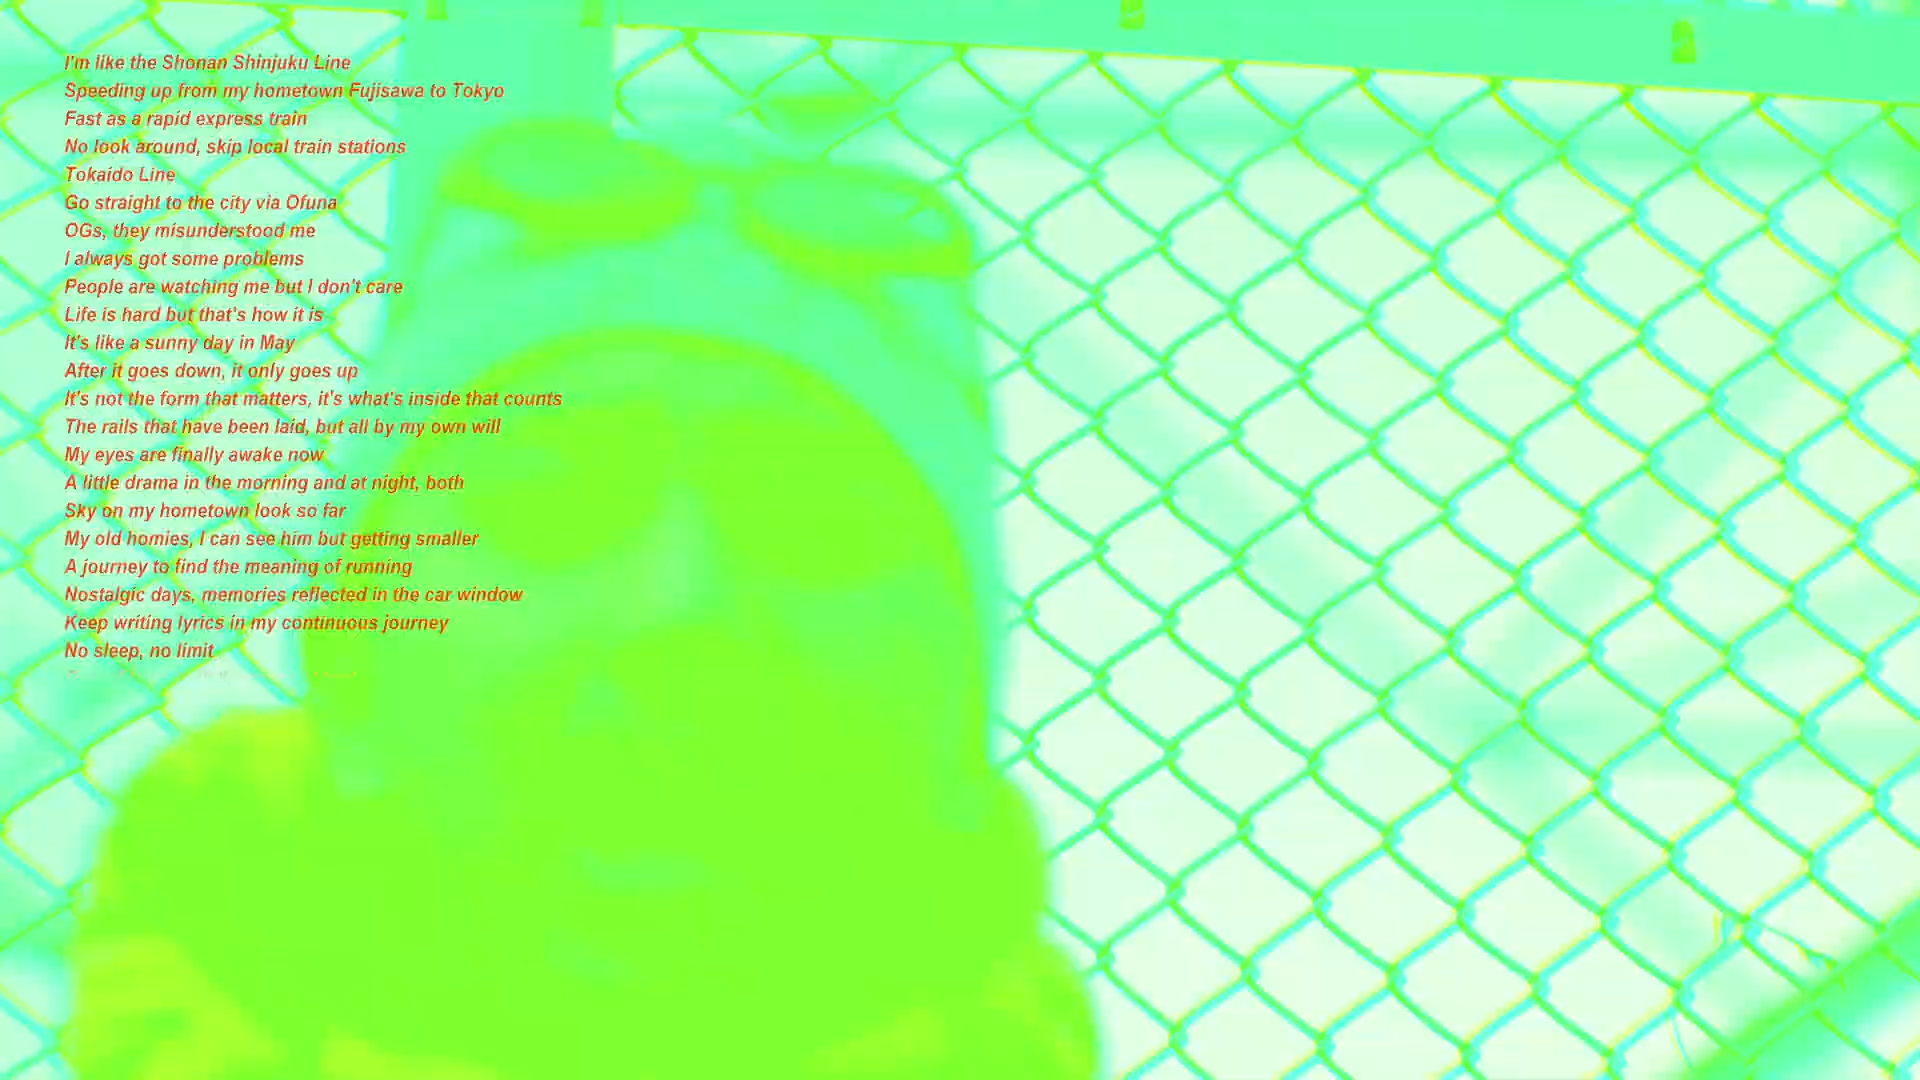 I'm like the Shonan Shinjuku Line
Speeding up from my hometown Fujisawa to Tokyo
Fast as a rapid express train
No look around, skip local train stations
Tokaido Line
Go straight to the city via Ofuna
OGs, they misunderstood me
I always got some problems
People are watching me but I don't care
Life is hard but that's how it is
It's like a sunny day in May
After it goes down, it only goes up
It's not the form that matters, it's what's inside that counts
The rails that have been laid, but all by my own will
My eyes are finally awake now
A little drama in the morning and at night, both
Sky on my hometown look so far
My old homies, I can see him but getting smaller
A journey to find the meaning of running
Nostalgic days, memories reflected in the car window
Keep writing lyrics in my continuous journey
No sleep, no limit